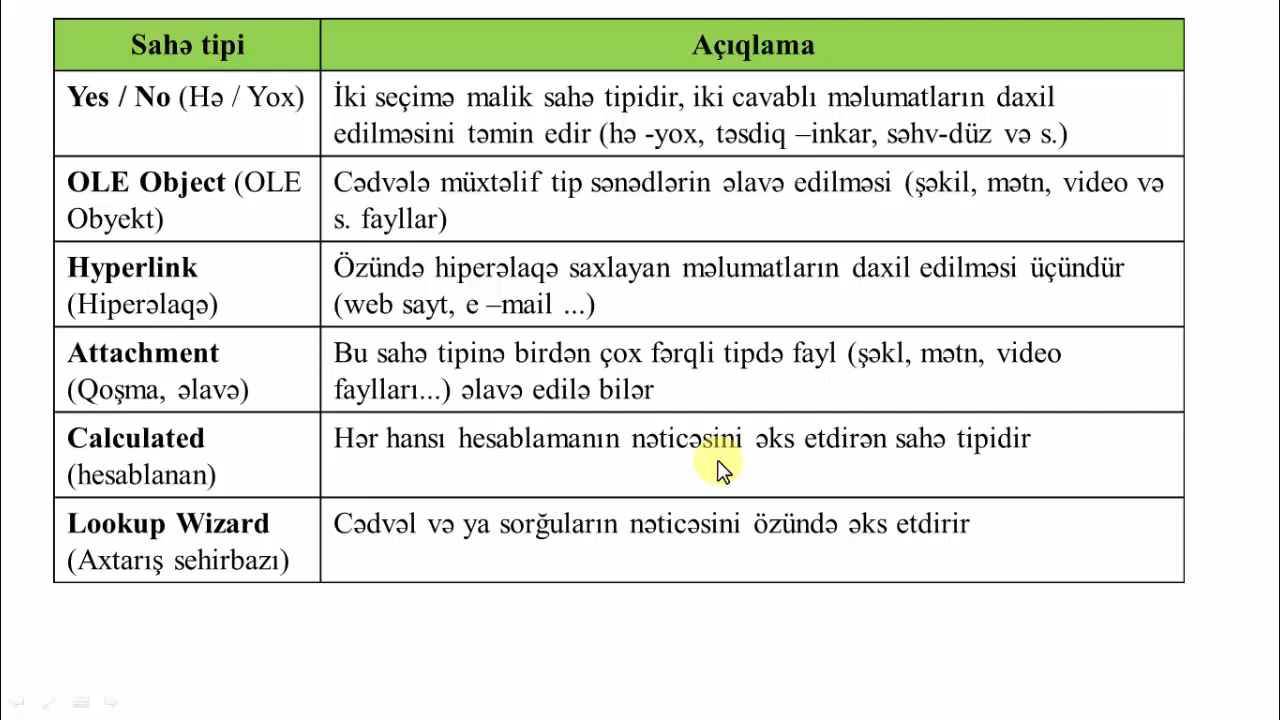 Sahə tipi
Açıqlama
Yes / No (Hə / Yox)
İki seçimə malik sahə tipidir, iki cavablı məlumatların daxil
edilməsini təmin edir (hə -yox, təsdiq –inkar, səhv-düz və s.)
OLE Object (OLE
Obyekt)
Cədvələ müxtəlif tip sənədlərin əlavə edilməsi (şəkil, mətn, video və
s. fayllar)
Hyperlink
(Hiperəlaqə)
Özündə hiperəlaqə saxlayan məlumatların daxil edilməsi üçündür
(web sayt, e –mail ...)
Attachment
(Qoşma, əlavə)
Bu sahə tipinə birdən çox fərqli tipdə fayl (şəkl, mətn, video
faylları...) əlavə edilə bilər
Calculated
(hesablanan)
Hər hansı hesablamanın nəticəsini əks etdirən sahə tipidir
Lookup Wizard
(Axtarış sehirbazı)
Cədvəl və ya sorğuların nəticəsini özündə əks etdirir